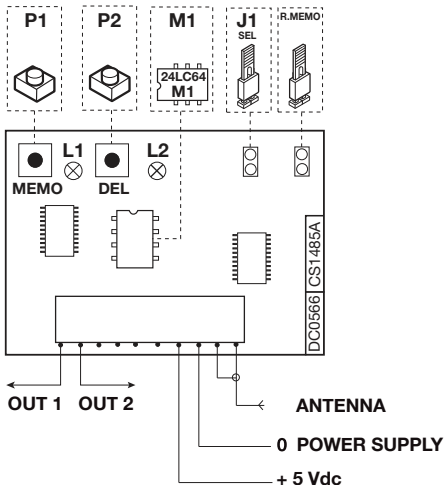 P1 P2 M1 J1 R.MEMO
SEL
24LC64
M1
L1 L2
MEMO DEL
DC0566 CS1485A
OUT 1 OUT 2
ANTENNA
0 POWER SUPPLY
+ 5 Vdc